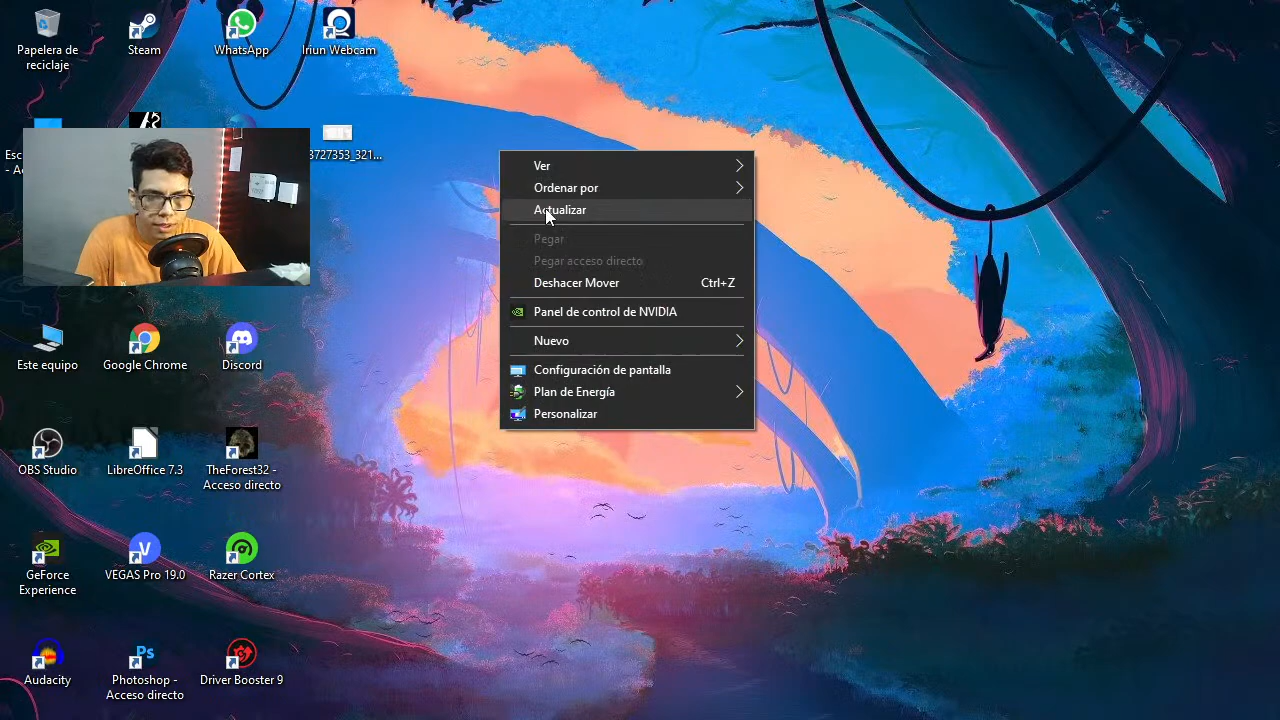 Papelera de
reciclaje
Steam
WhatsApp
Iriun Webcam
3727353_321...
Esc
- Ac
Ver
Ordenar por
Actualizar
Pegar
Pegar acceso directo
Deshacer Mover Ctrl+Z
Panel de control de NVIDIA
Nuevo
Configuración de pantalla
Plan de Energía
Personalizar
Este equipo
Google Chrome
Discord
OBS Studio
LibreOffice 7.3
TheForest32 -
Acceso directo
GeForce
Experience
VEGAS Pro 19.0
Razer Cortex
Audacity
Ps
Photoshop -
Acceso directo
Driver Booster 9